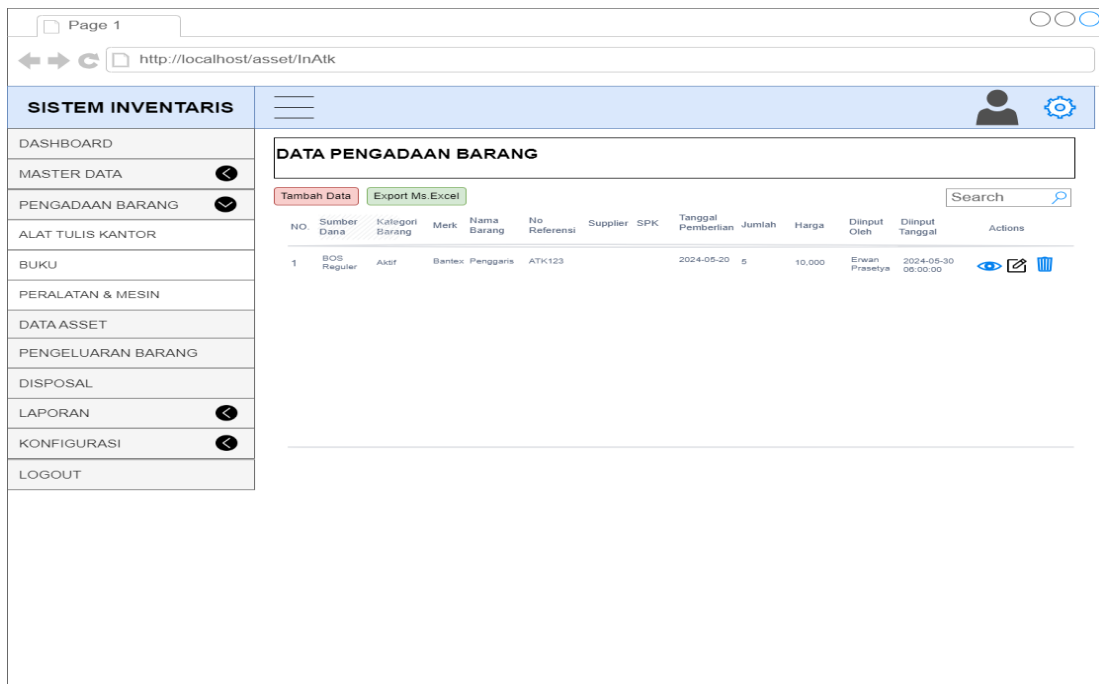 Page 1
http://localhost/asset/InAtk
SISTEM INVENTARIS
DASHBOARD
MASTER DATA
PENGADAAN BARANG
ALAT TULIS KANTOR
BUKU
PERALATAN & MESIN
DATA ASSET
PENGELUARAN BARANG
DISPOSAL
LAPORAN
KONFIGURASI
LOGOUT
DATA PENGADAAN BARANG
Tambah Data Export Ms.Excel Search
NO. Sumber Dana Kategori Barang Merk Nama Barang No Referensi Supplier SPK Tanggal Pemberlian Jumlah Harga Diinput Oleh Diinput Tanggal Actions
1 BOS Reguler Aktif Bantex Penggaris ATK123 2024-05-20 5 10.000 Erwan Prasetya 2024-05-30 06:00:00